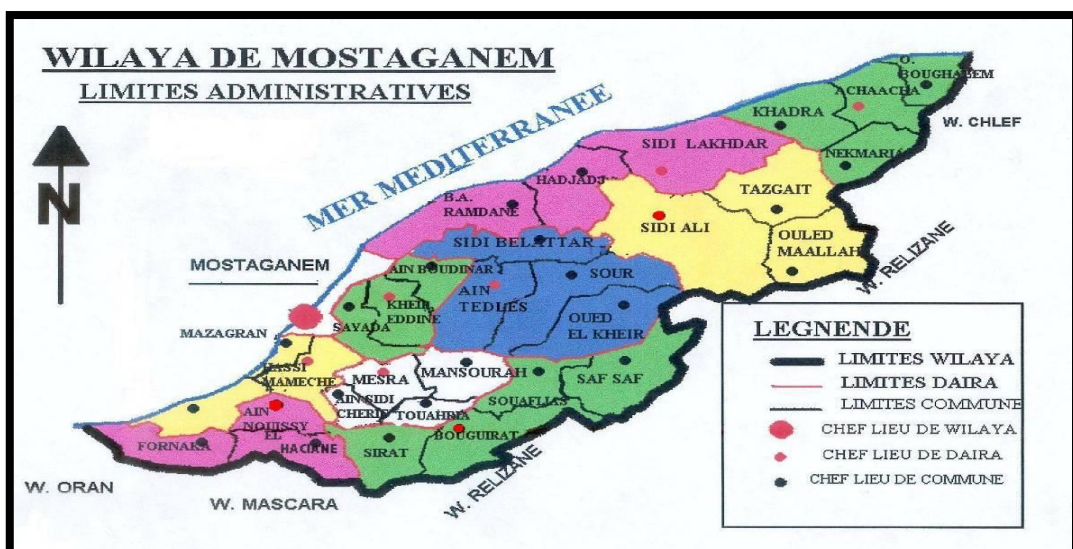 WILAYA DE MOSTAGANEM
LIMITES ADMINISTRATIVES
N
MER MEDITERRANEE
O.
BOUGHALEM
ACHAACHA
KHADRA
W. CHLEF
NEKMARIA
SIDI LAKHDAR
HADJADJ
TAZGAIT
B.A.
RAMDANE
SIDI ALI
OULED
MAALLAH
SIDI BELATTAR
W. RELIZANE
MOSTAGANEM
AIN BOUDINAR
SOUR
AIN
TEDLES
KHEIR
EDDINE
OUED
EL KHEIR
SAYADA
MAZAGRAN
HASSI
MAMECHE
MESRA
MANSOURAH
SAF SAF
AIN SIDI
CHERIF
TOUAHRIA
SOUAFLIAS
AIN
NOUISSY
BOUGUIRAT
FORNAKA
EL
HACIANE
SIRAT
W. ORAN
W. MASCARA
W. RELIZANE
LEGNENDE
LIMITES WILAYA
LIMITES DAIRA
LIMITES COMMUNE
CHEF LIEU DE WILAYA
CHEF LIEU DE DAIRA
CHEF LIEU DE COMMUNE